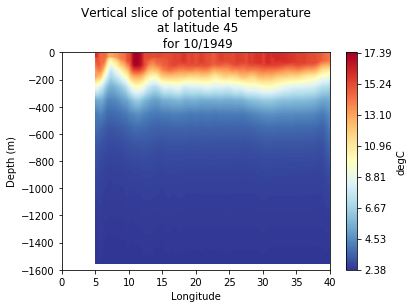 Vertical slice of potential temperature
at latitude 45
for 10/1949
0
−200
−400
−600
−800
−1000
−1200
−1400
−1600
Depth (m)
0 5 10 15 20 25 30 35 40
Longitude
17.39
15.24
13.10
10.96
8.81
6.67
4.53
2.38
degC